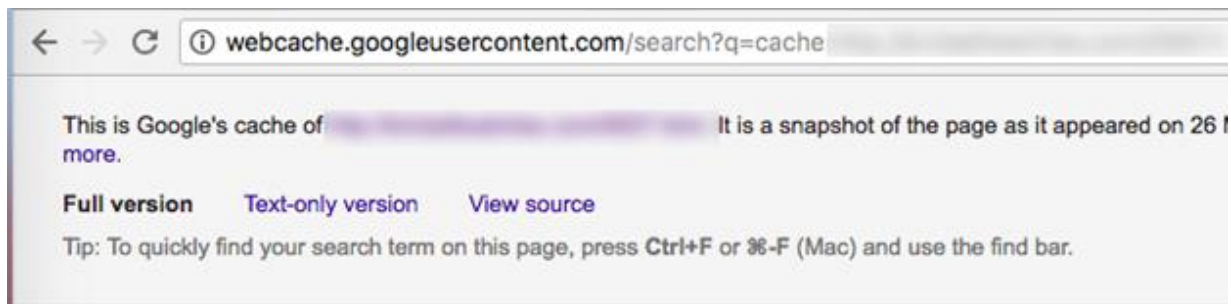 webcache.googleusercontent.com/search?q=cache
This is Google's cache of It is a snapshot of the page as it appeared on 26
more.
Full version Text-only version View source
Tip: To quickly find your search term on this page, press Ctrl+F or ⌘-F (Mac) and use the find bar.